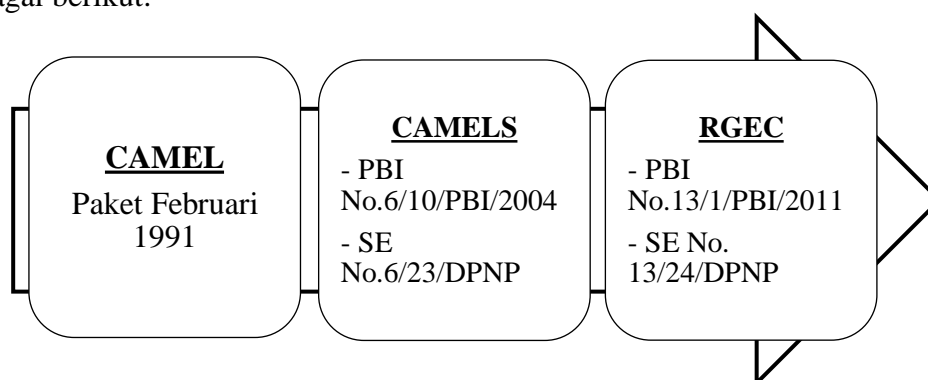 agai berikut:
CAMEL
Paket Februari
1991
CAMELS
- PBI
No.6/10/PBI/2004
- SE
No.6/23/DPNP
RGEC
- PBI
No.13/1/PBI/2011
- SE No.
13/24/DPNP